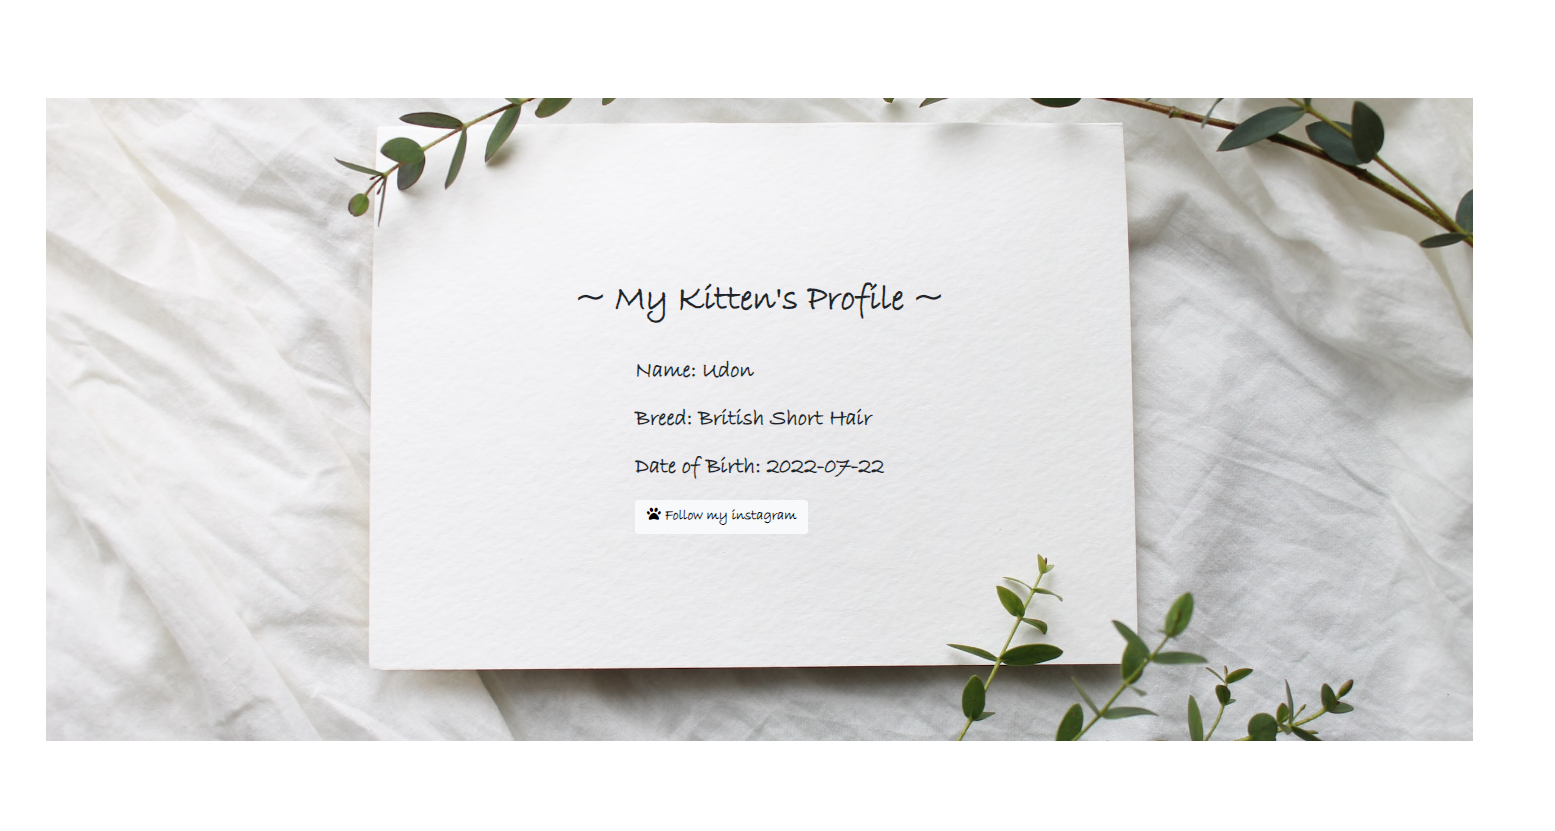 ~ My Kitten's Profile ~
Name: Udon
Breed: British Short Hair
Date of Birth: 2022-07-22
Follow my instagram